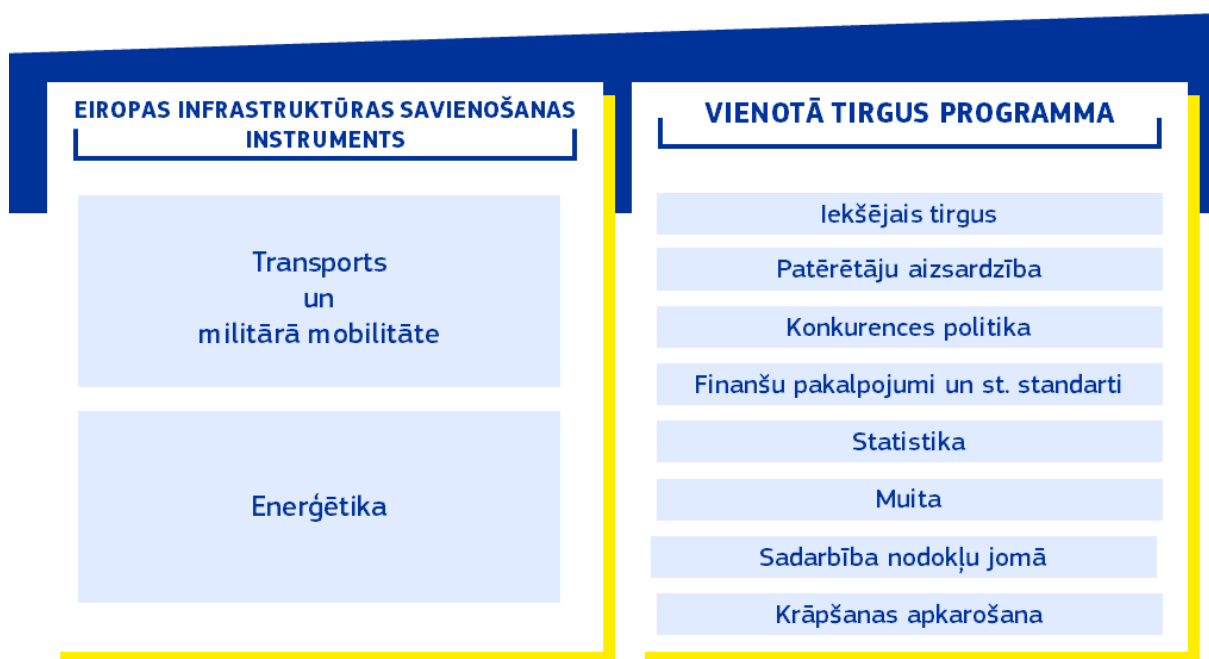 EIROPAS INFRASTRUKTŪRAS SAVIENOŠANAS
INSTRUMENTS
Transports
un
militārā mobilitāte
Enerģētika
VIENOTĀ TIRGUS PROGRAMMA
Iekšējais tirgus
Patērētāju aizsardzība
Konkurences politika
Finanšu pakalpojumi un st. standarti
Statistika
Muita
Sadarbība nodokļu jomā
Krāpšanas apkarošana